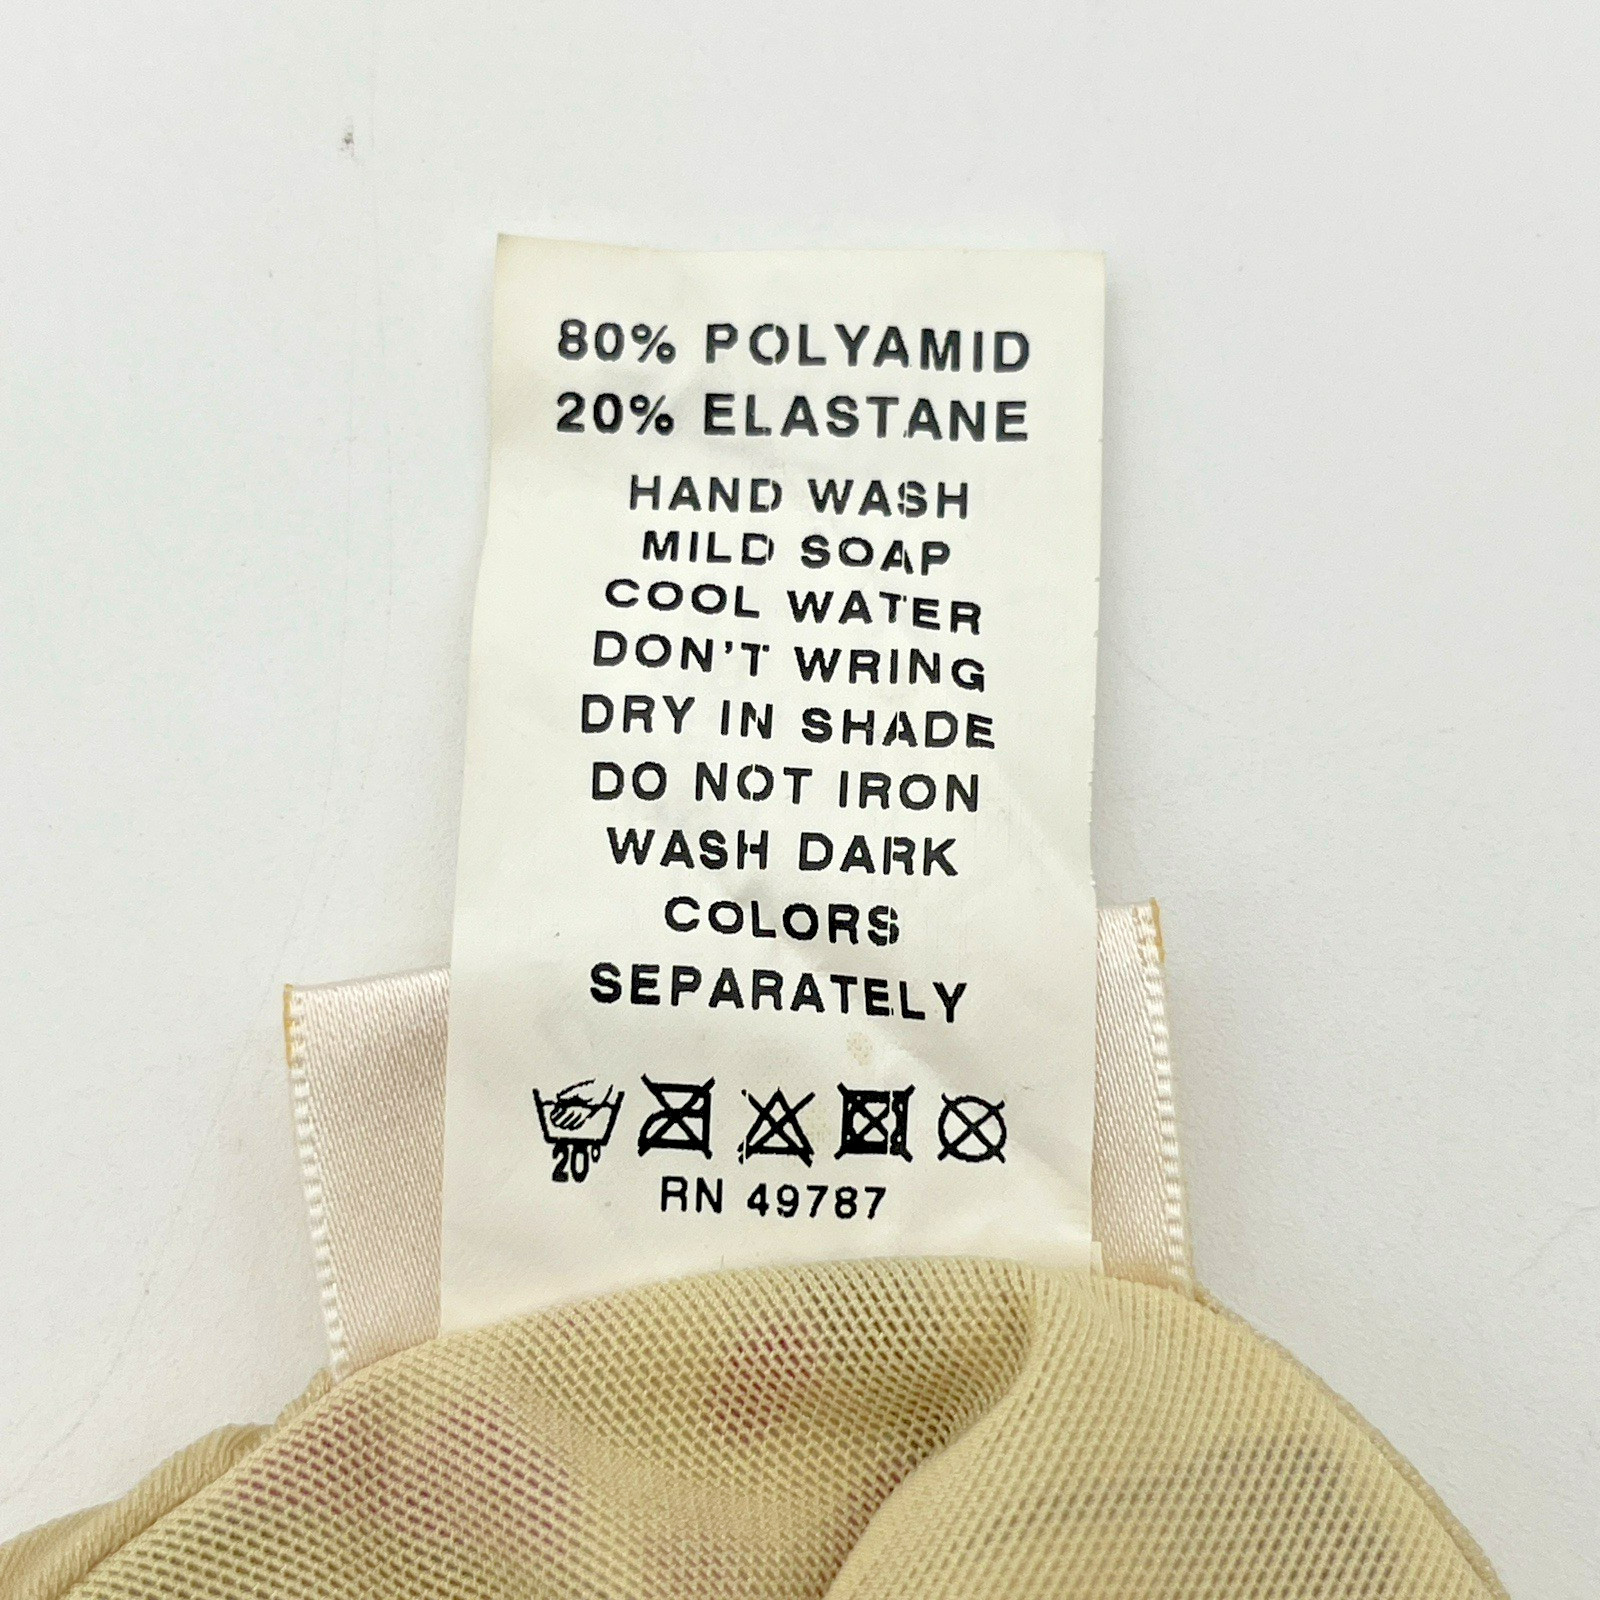 80% POLYAMID
20% ELASTANE
HAND WASH
MILD SOAP
COOL WATER
DON'T WRING
DRY IN SHADE
DO NOT IRON
WASH DARK
COLORS
SEPARATELY
20°
RN 49787